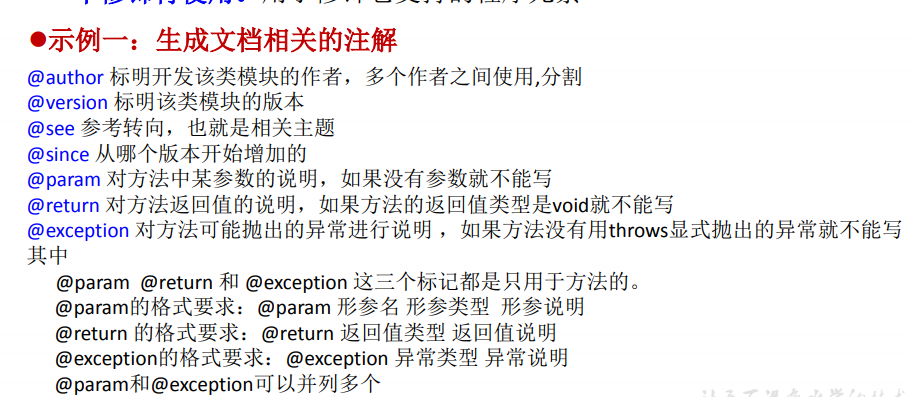 ●示例一：生成文档相关的注解
@author 标明开发该类模块的作者，多个作者之间使用,分割
@version 标明该类模块的版本
@see 参考转向，也就是相关主题
@since 从哪个版本开始增加的
@param 对方法中某参数的说明，如果没有参数就不能写
@return 对方法返回值的说明，如果方法的返回值类型是void就不能写
@exception 对方法可能抛出的异常进行说明 ，如果方法没有用throws显式抛出的异常就不能写
其中
@param @return 和 @exception 这三个标记都是只用于方法的。
@param的格式要求：@param 形参名 形参类型 形参说明
@return 的格式要求：@return 返回值类型 返回值说明
@exception的格式要求：@exception 异常类型 异常说明
@param和@exception可以并列多个